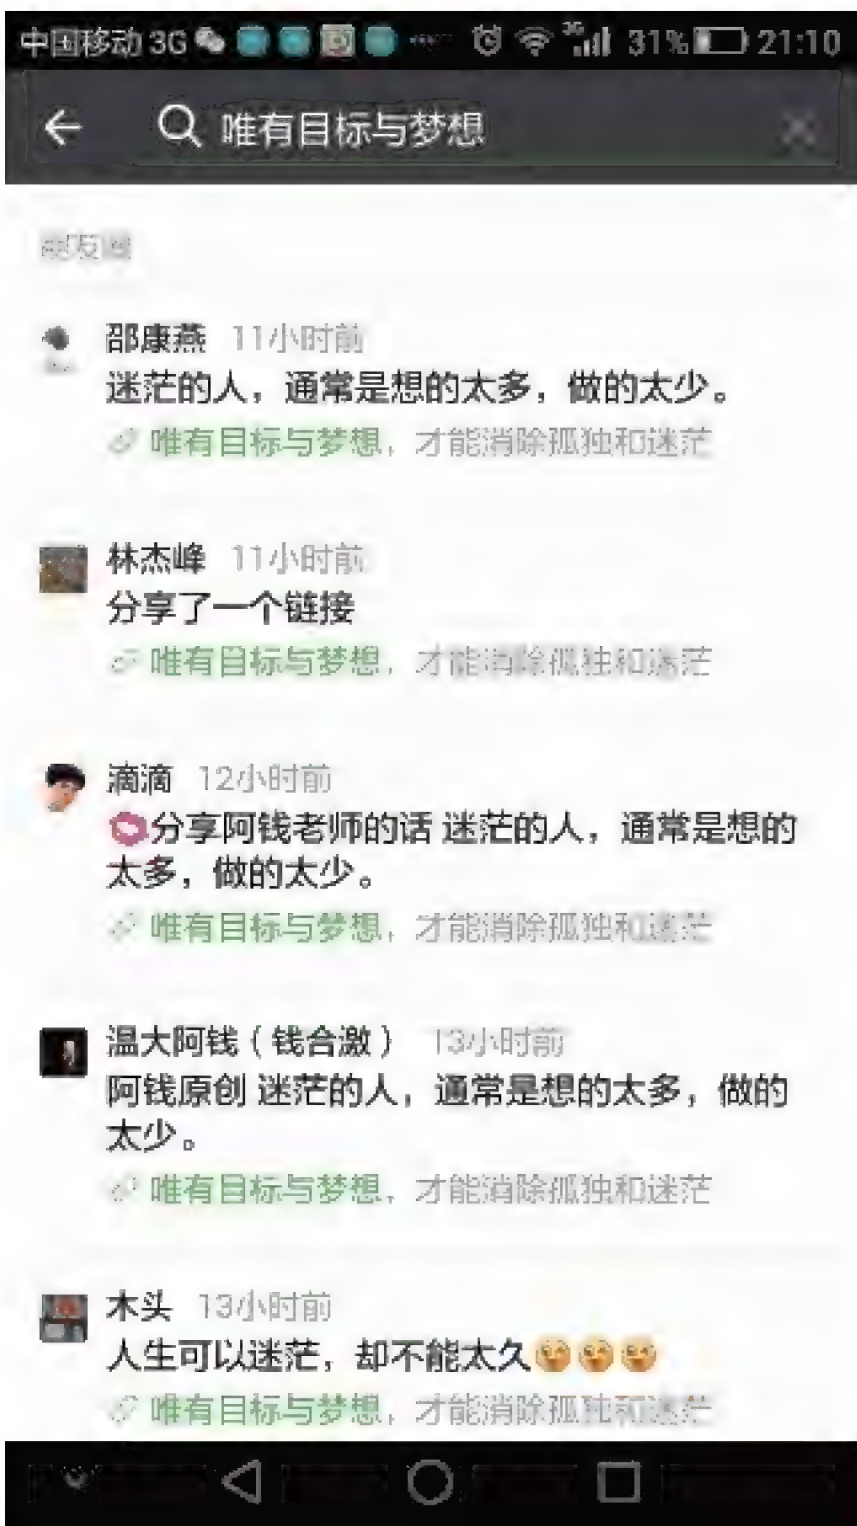 中国移动 3G 3G 31% 21:10
唯有目标与梦想
朋友圈
邵康燕 11小时前
迷茫的人，通常是想的太多，做的太少。
唯有目标与梦想，才能消除孤独和迷茫
林杰峰 11小时前
分享了一个链接
唯有目标与梦想，才能消除孤独和迷茫
滴滴 12小时前
分享阿钱老师的话 迷茫的人，通常是想的
太多，做的太少。
唯有目标与梦想，才能消除孤独和迷茫
温大阿钱（钱合激） 13小时前
阿钱原创 迷茫的人，通常是想的太多，做的
太少。
唯有目标与梦想，才能消除孤独和迷茫
木头 13小时前
人生可以迷茫，却不能太久
唯有目标与梦想，才能消除孤独和迷茫